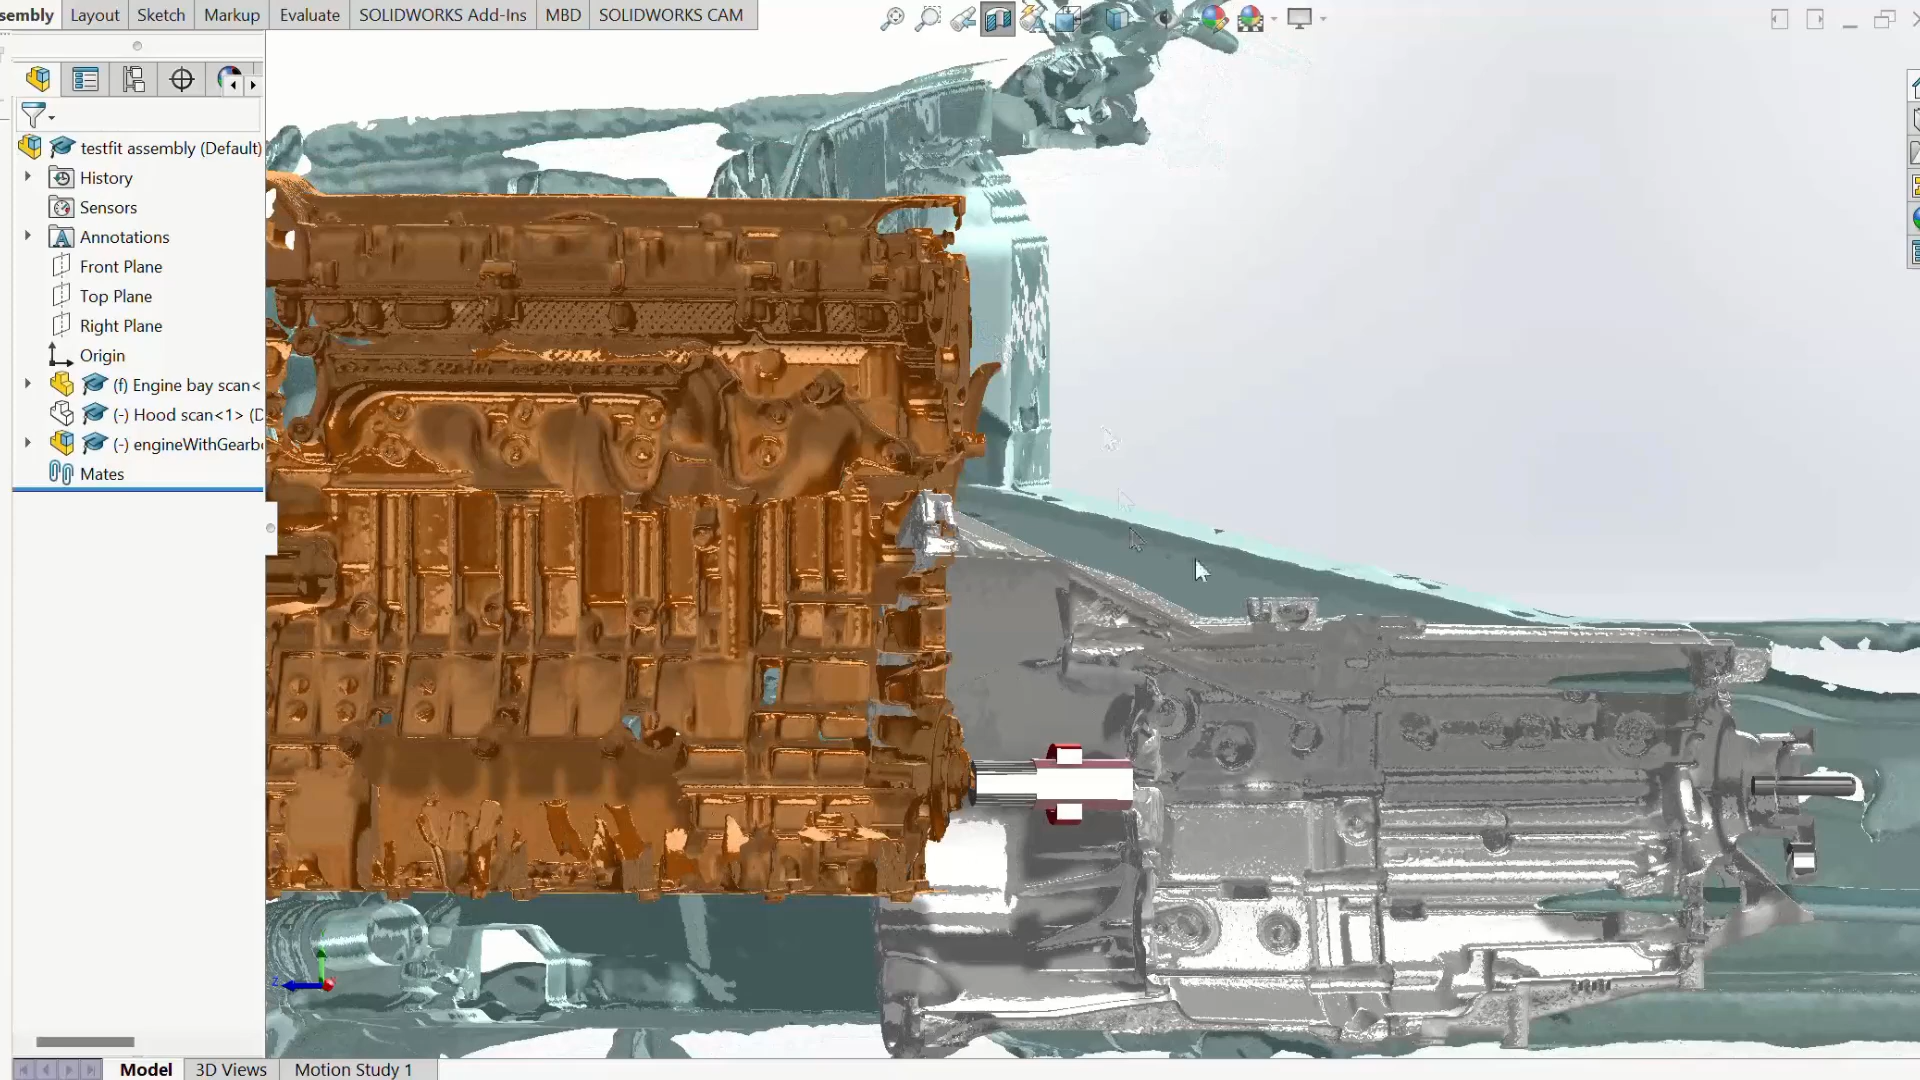 sembly Layout Sketch Markup Evaluate SOLIDWORKS Add-Ins MBD SOLIDWORKS CAM
testfit assembly (Default)
History
Sensors
Annotations
Front Plane
Top Plane
Right Plane
Origin
(f) Engine bay scan<
(-) Hood scan<1> (D
(-) engineWithGearb
Mates
Z
Model 3D Views Motion Study 1